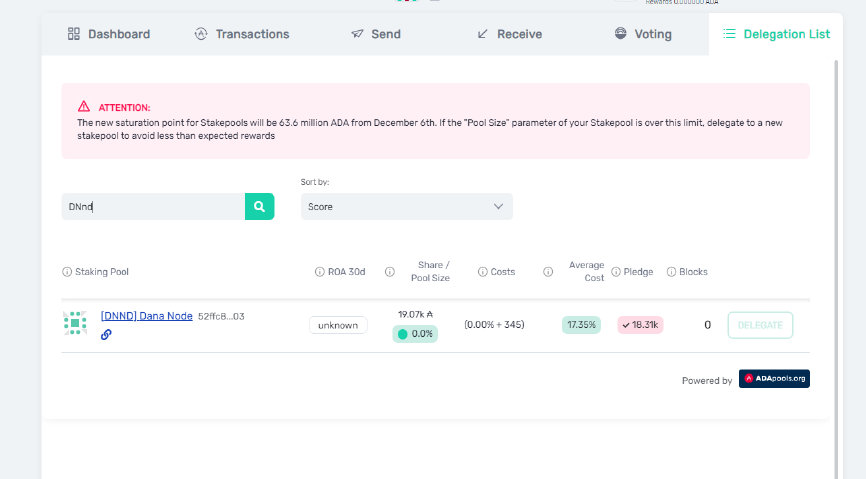 Rewards 0.000000 ADA
Dashboard
Transactions
Send
Receive
Voting
Delegation List
ATTENTION:
The new saturation point for Stakepools will be 63.6 million ADA from December 6th. If the "Pool Size" parameter of your Stakepool is over this limit, delegate to a new
stakepool to avoid less than expected rewards
Sort by:
DNnd
Score
Staking Pool
ROA 30d
Share /
Pool Size
Costs
Average
Cost
Pledge
Blocks
[DNND] Dana Node 52ffc8...03
unknown
19.07k ₳
0.0%
(0.00% + 345)
17.35%
18.31k
0
DELEGATE
Powered by ADApools.org